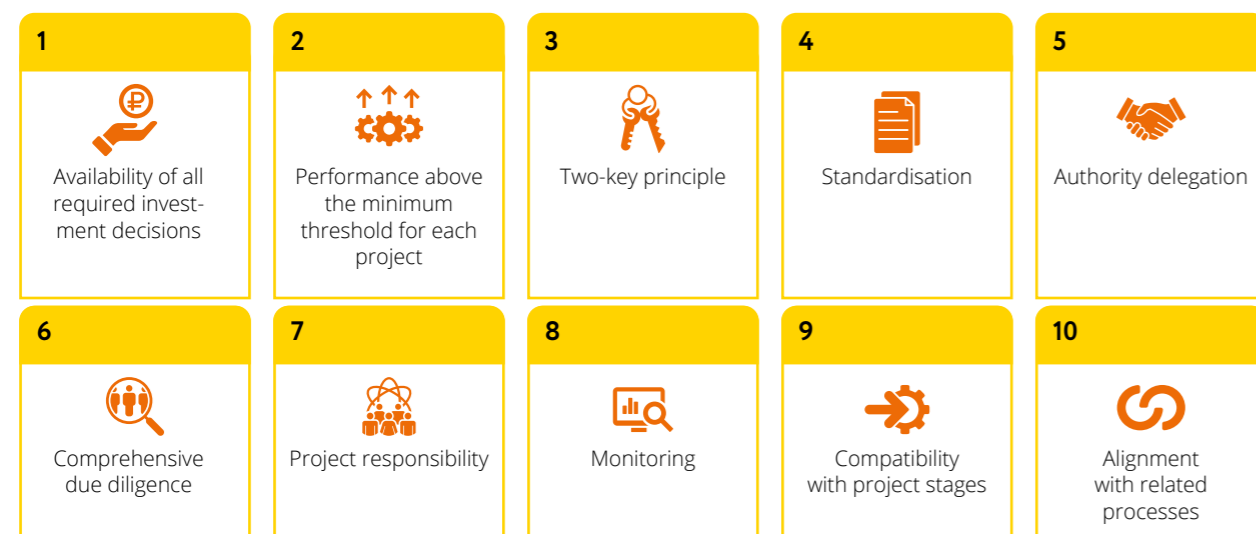 1
Availability of all
required invest-
ment decisions
2
Performance above
the minimum
threshold for each
project
3
Two-key principle
4
Standardisation
5
Authority delegation
6
Comprehensive
due diligence
7
Project responsibility
8
Monitoring
9
Compatibility
with project stages
10
Alignment
with related
processes